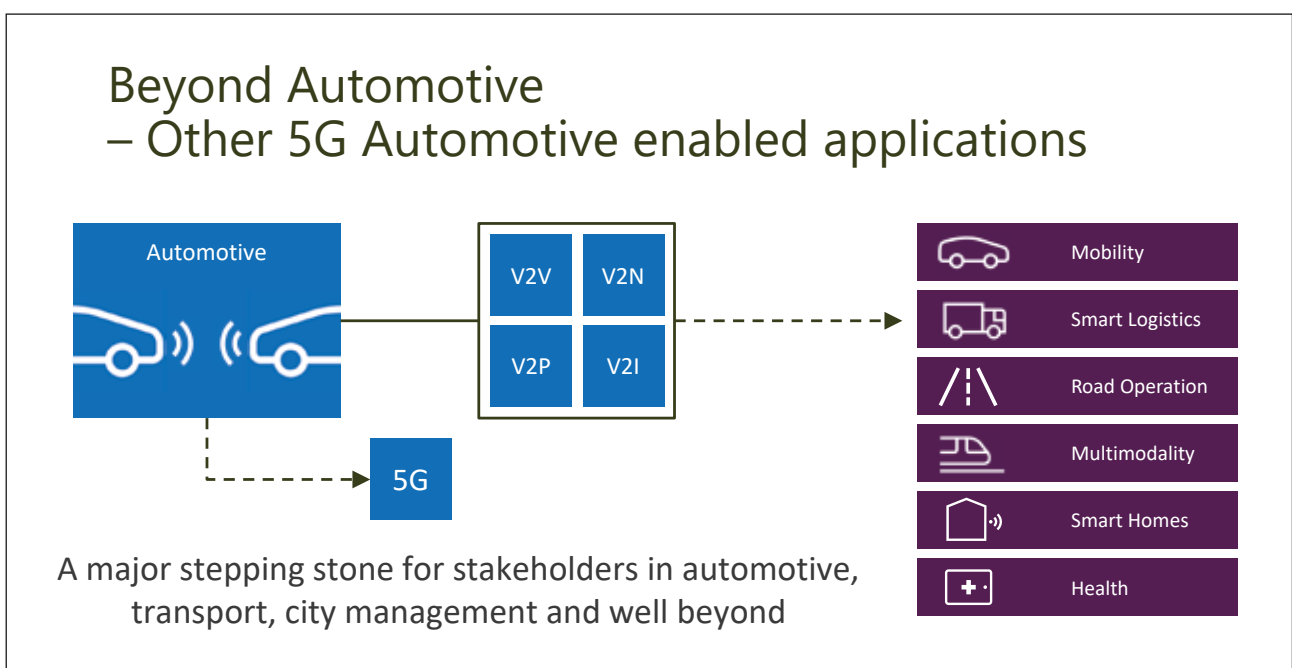 Beyond Automotive
– Other 5G Automotive enabled applications
Automotive
V2V
V2N
V2P
V2I
5G
Mobility
Smart Logistics
Road Operation
Multimodality
Smart Homes
Health
A major stepping stone for stakeholders in automotive,
transport, city management and well beyond